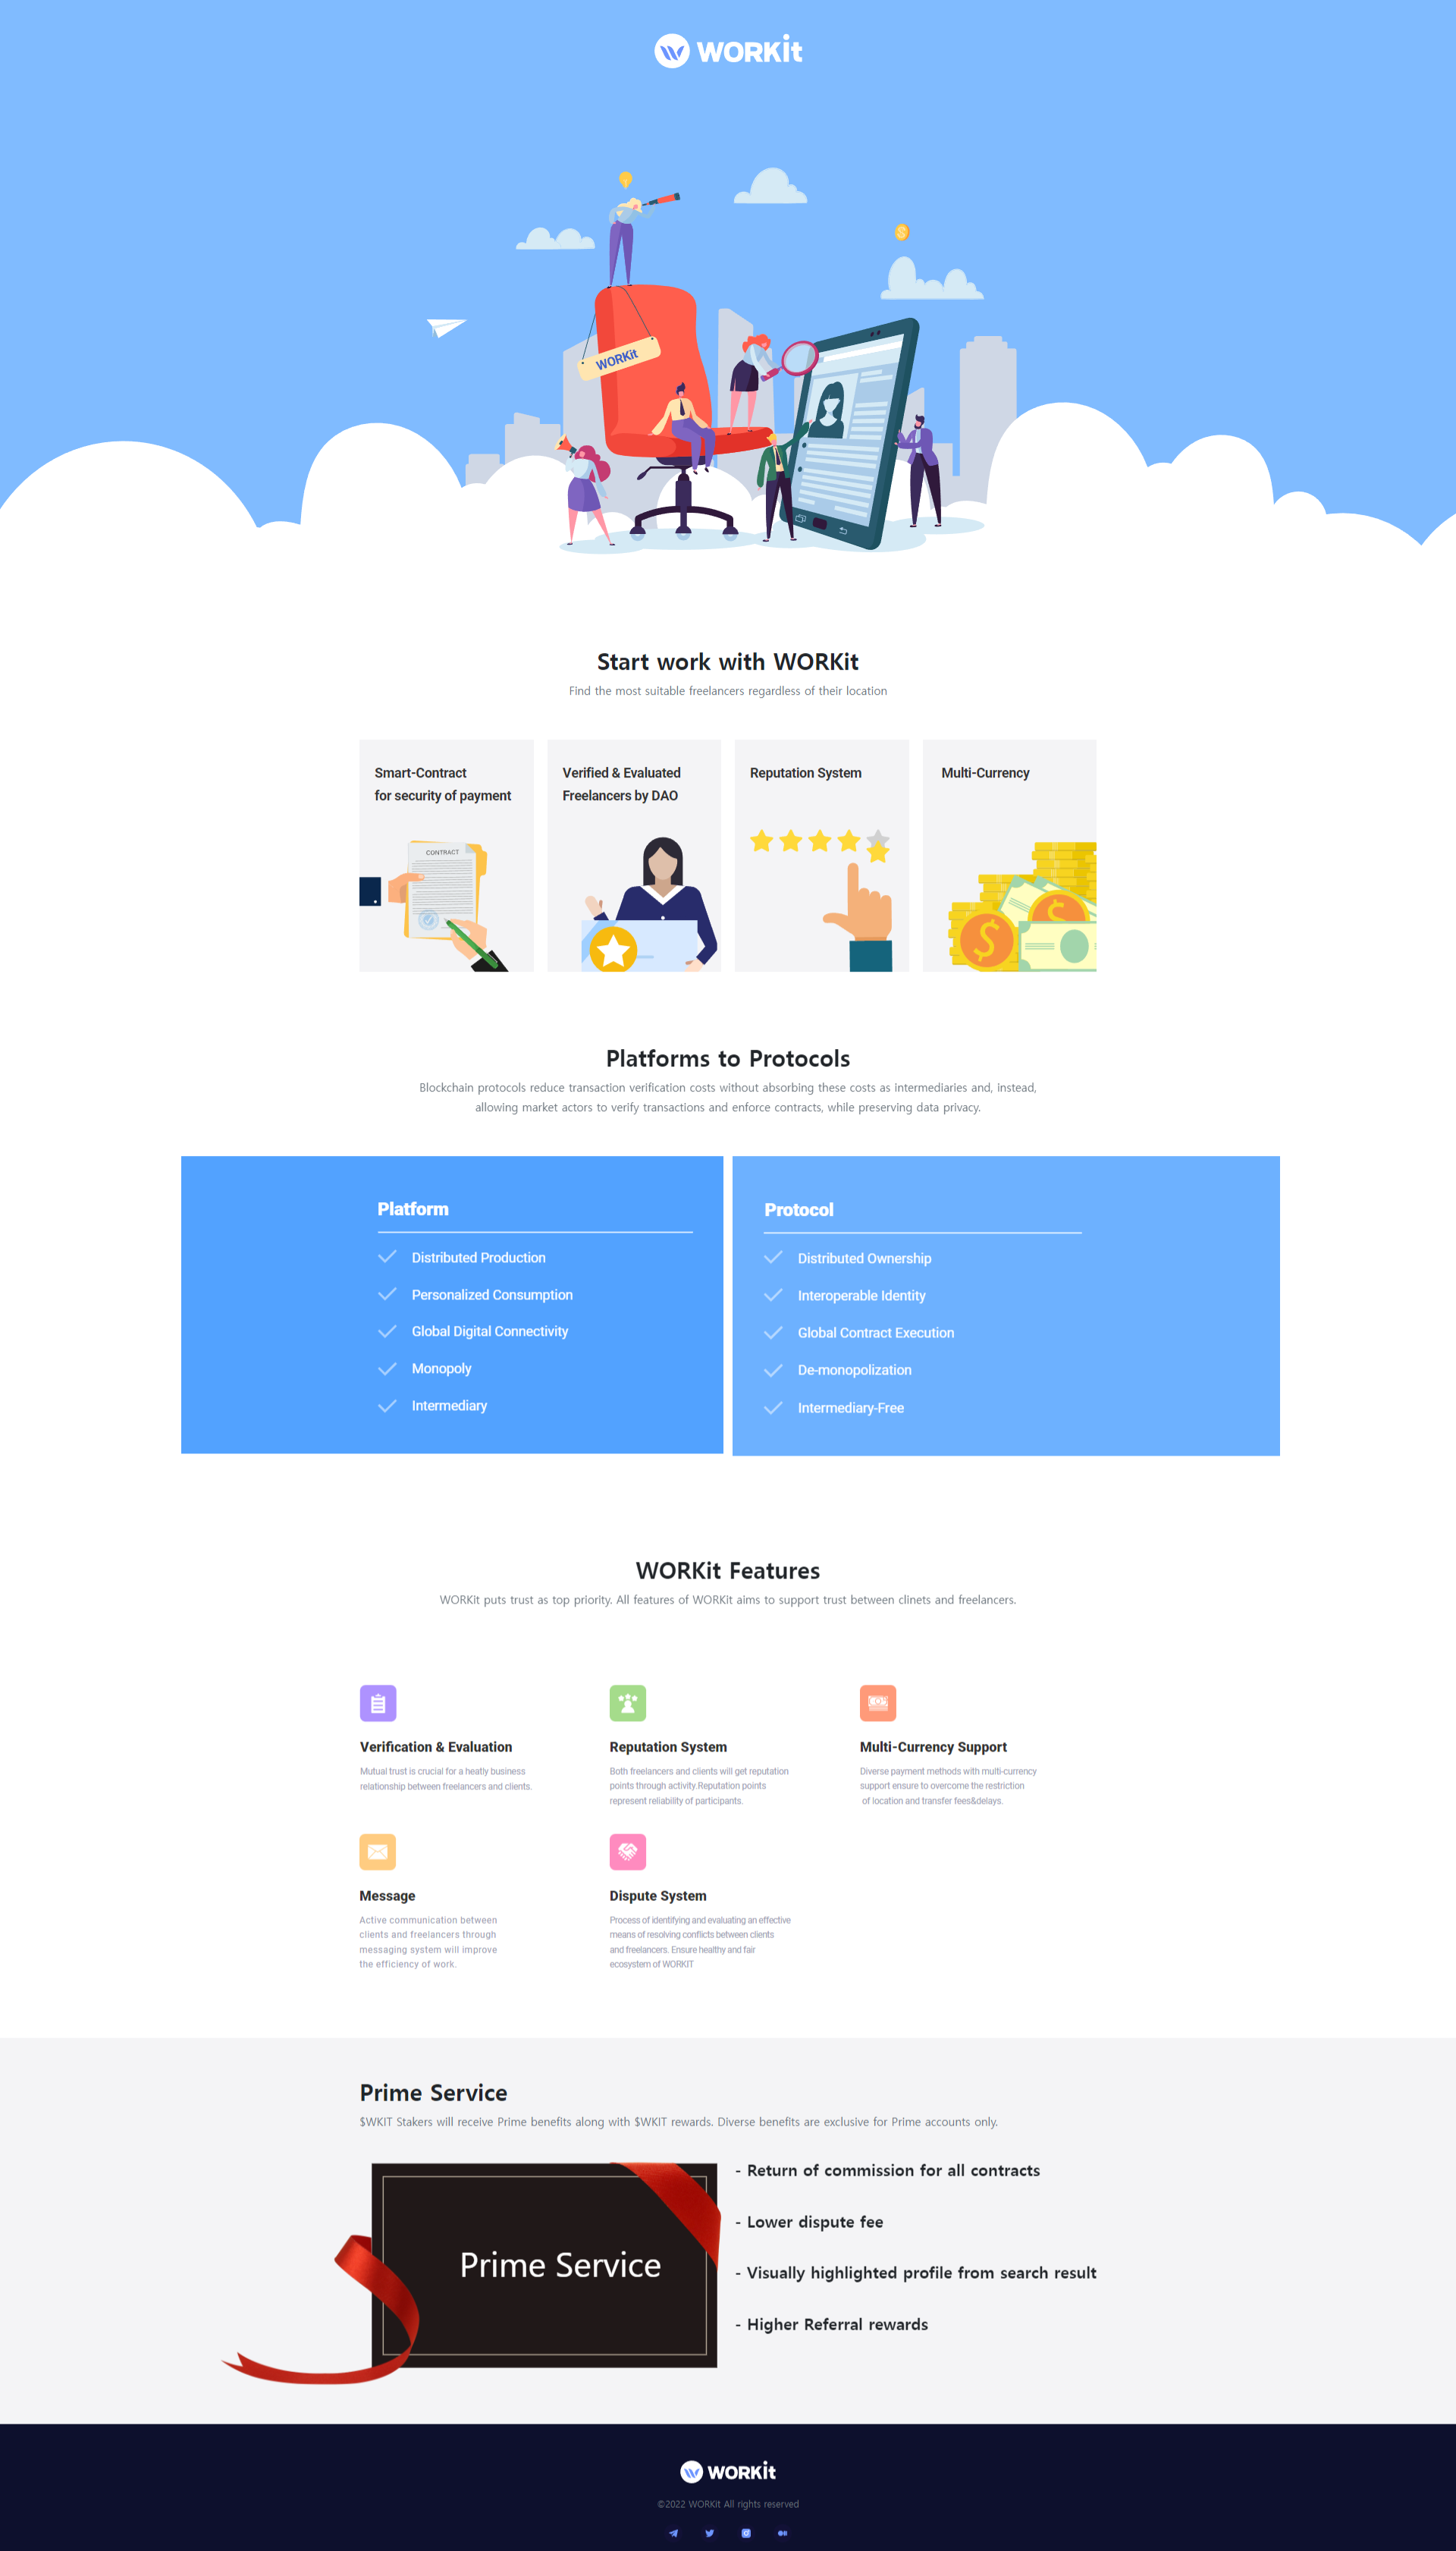 WORKit
WORKit
Start work with WORKit
Find the most suitable freelancers regardless of their location
Smart-Contract
for security of payment
CONTRACT
Verified & Evaluated
Freelancers by DAO
Reputation System
Multi-Currency
Platforms to Protocols
Blockchain protocols reduce transaction verification costs without absorbing these costs as intermediaries and, instead,
allowing market actors to verify transactions and enforce contracts, while preserving data privacy.
Platform
Distributed Production
Personalized Consumption
Global Digital Connectivity
Monopoly
Intermediary
Protocol
Distributed Ownership
Interoperable Identity
Global Contract Execution
De-monopolization
Intermediary-Free
WORKit Features
WORKit puts trust as top priority. All features of WORKit aims to support trust between clinets and freelancers.
Verification & Evaluation
Mutual trust is crucial for a heatly business
relationship between freelancers and clients.
Reputation System
Both freelancers and clients will get reputation
points through activity.Reputation points
represent reliability of participants.
Multi-Currency Support
Diverse payment methods with multi-currency
support ensure to overcome the restriction
of location and transfer fees&delays.
Message
Active communication between
clients and freelancers through
messaging system will improve
the efficiency of work.
Dispute System
Process of identifying and evaluating an effective
means of resolving conflicts between clients
and freelancers. Ensure healthy and fair
ecosystem of WORKIT
Prime Service
$WKIT Stakers will receive Prime benefits along with $WKIT rewards. Diverse benefits are exclusive for Prime accounts only.
Prime Service
- Return of commission for all contracts
- Lower dispute fee
- Visually highlighted profile from search result
- Higher Referral rewards
WORKit
©2022 WORKit All rights reserved